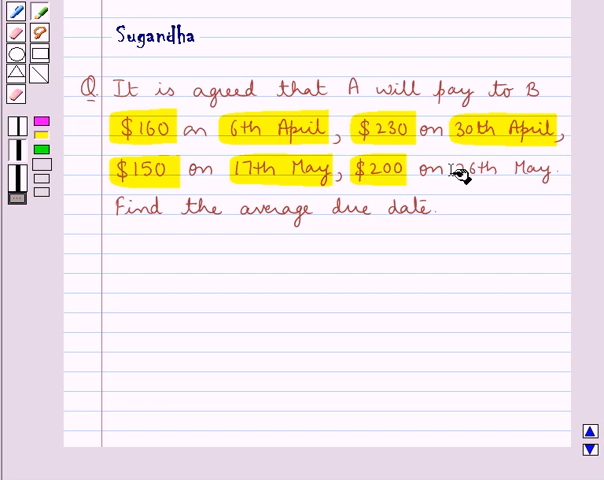 Sugandha
Q. It is agreed that A will pay to B
$160 on 6th April, $230 on 30th April,
$150 on 17th May, $200 on 26th May.
Find the average due date.